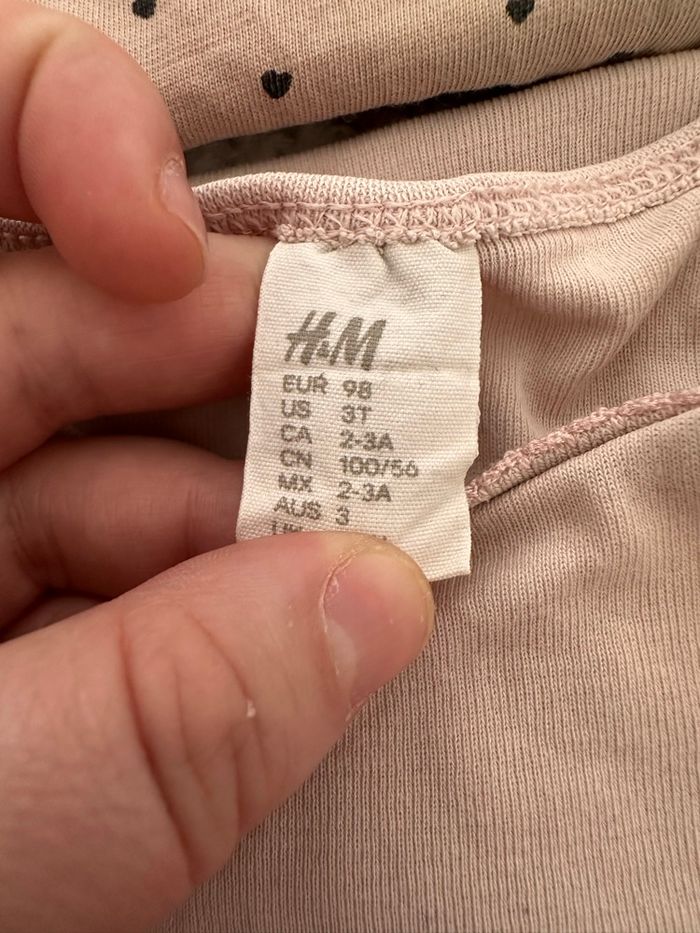 H&M
EUR 98
US 3T
CA 2-3A
CN 100/56
MX 2-3A
AUS 3